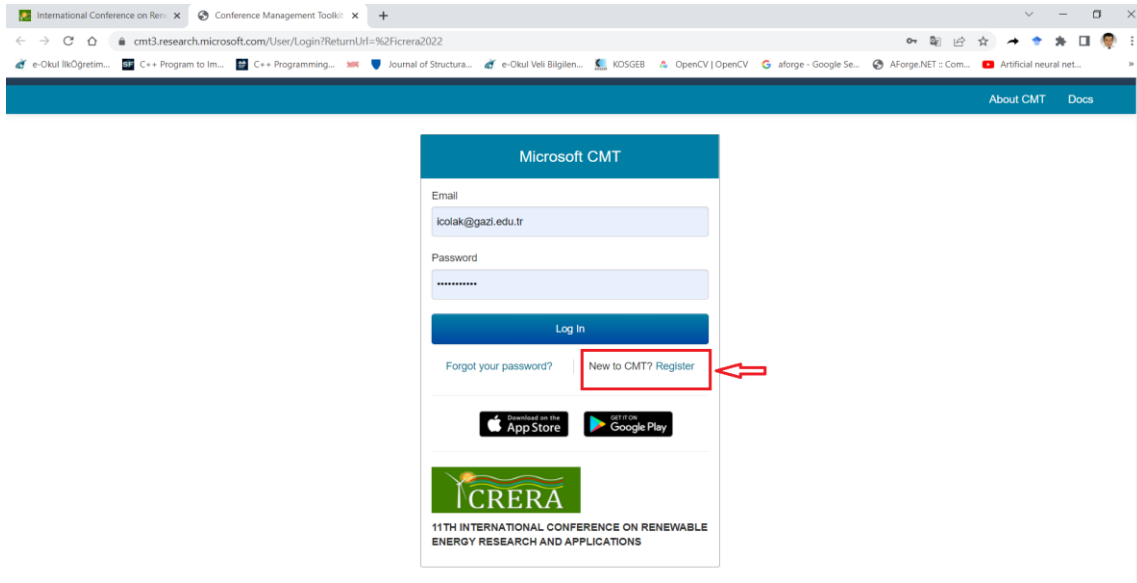 International Conference on Ren
Conference Management Toolkit
cmt3.research.microsoft.com/User/Login?ReturnUrl=%2Ficrera2022
e-Okul İlkÖğretim... C++ Program to Im... C++ Programming... Journal of Structura... e-Okul Veli Bilgilen... KOSGEB OpenCV | OpenCV aforge - Google Se... AForge.NET :: Com... Artificial neural net... »
About CMT Docs
Microsoft CMT
Email
icolak@gazi.edu.tr
Password
•••••••••••
Log In
Forgot your password? New to CMT? Register
Download on the
App Store
GET IT ON
Google Play
ICRERA
11TH INTERNATIONAL CONFERENCE ON RENEWABLE
ENERGY RESEARCH AND APPLICATIONS